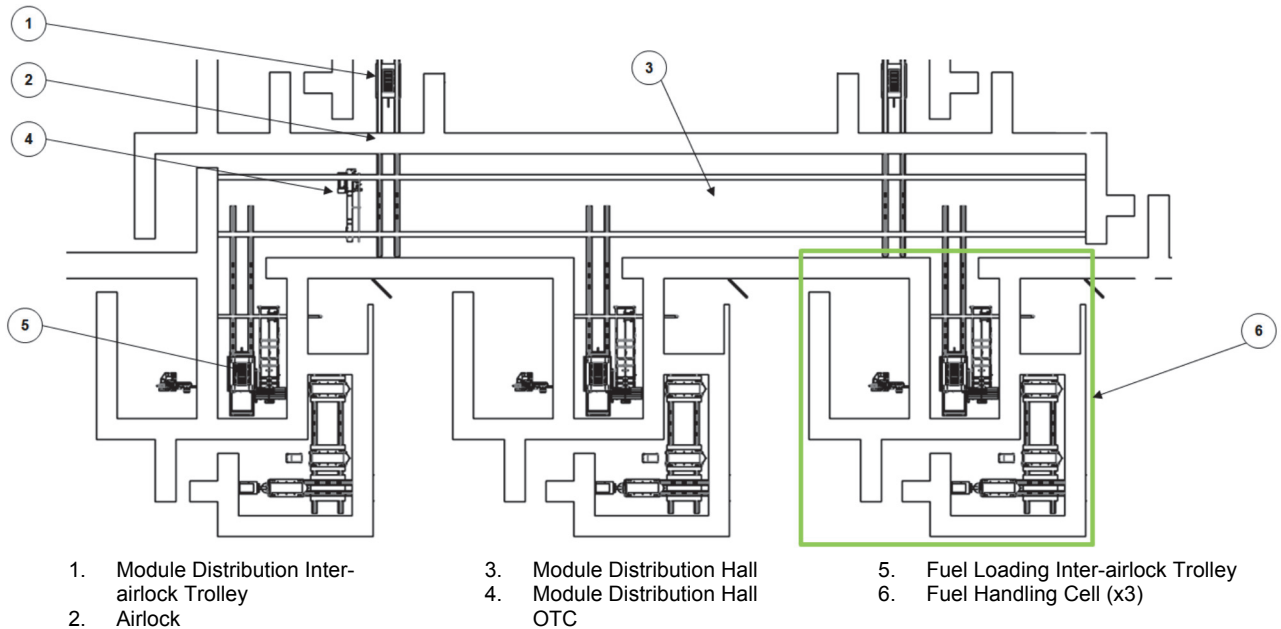 1
2
3
4
5
6
1. Module Distribution Inter-
airlock Trolley
2. Airlock
3. Module Distribution Hall
4. Module Distribution Hall
OTC
5. Fuel Loading Inter-airlock Trolley
6. Fuel Handling Cell (x3)